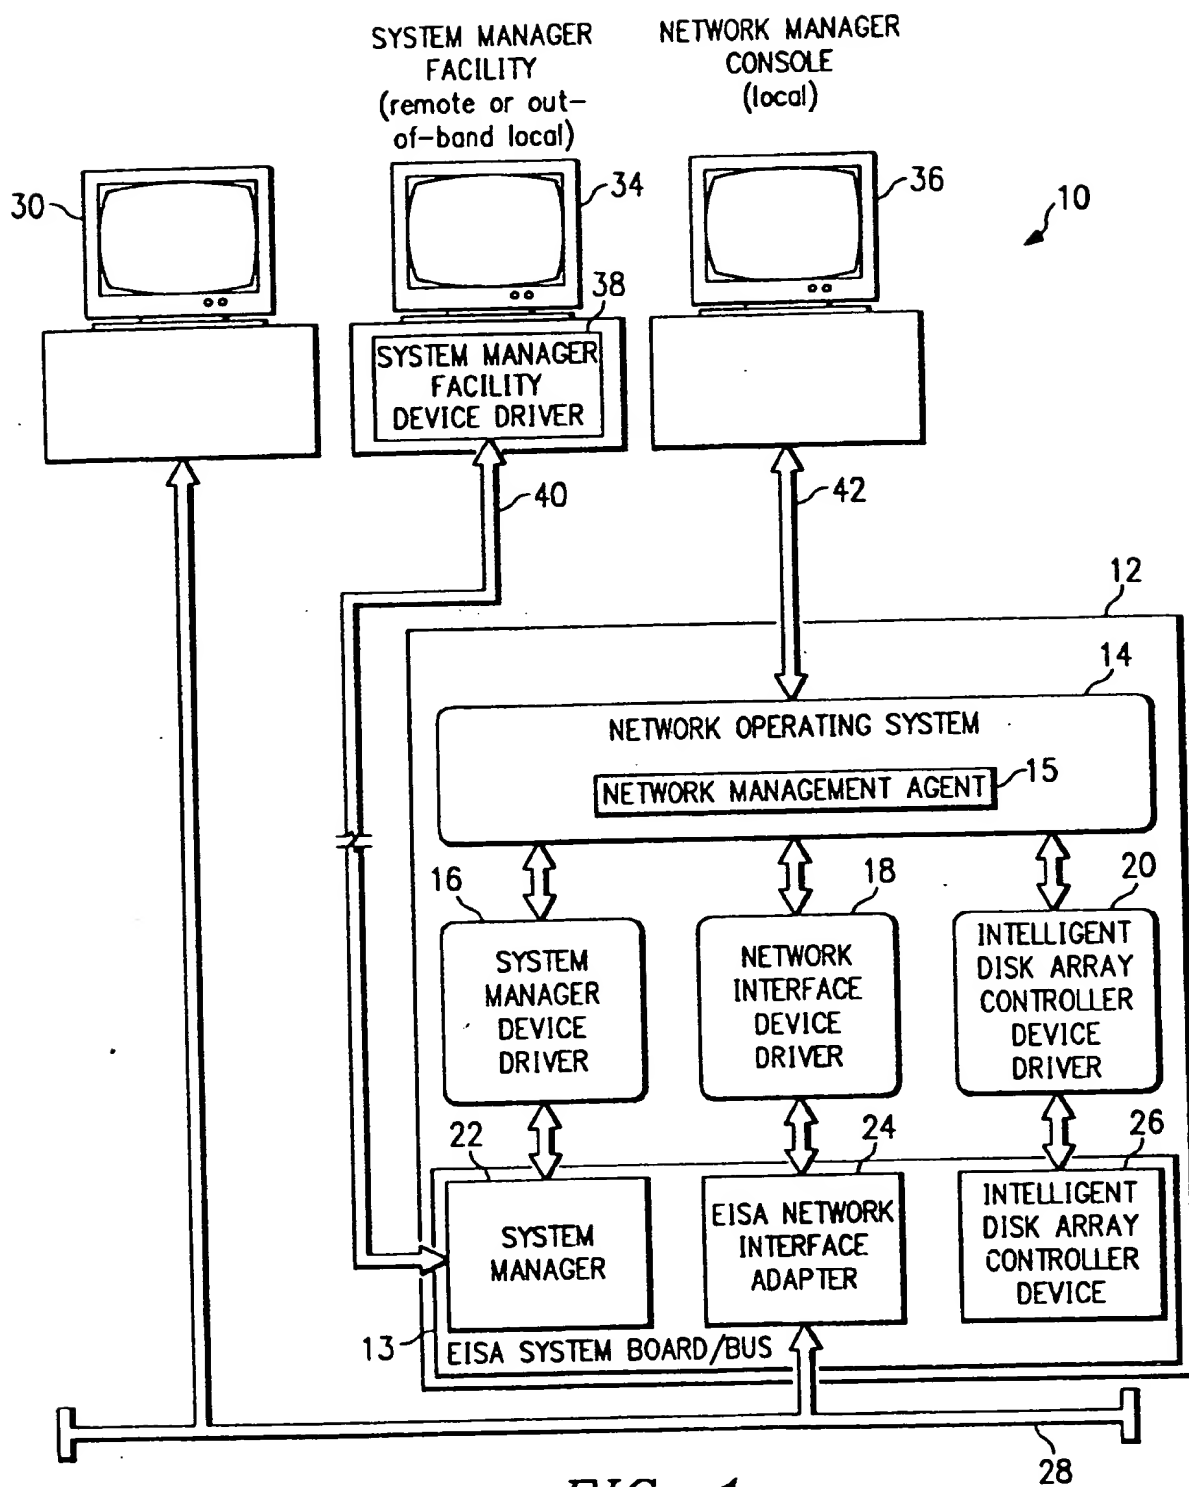 SYSTEM MANAGER
FACILITY
(remote or out-
of-band local)
NETWORK MANAGER
CONSOLE
(local)
30
34
36
10
38
SYSTEM MANAGER
FACILITY
DEVICE DRIVER
40
42
12
14
NETWORK OPERATING SYSTEM
15
NETWORK MANAGEMENT AGENT
16
18
20
SYSTEM
MANAGER
DEVICE
DRIVER
NETWORK
INTERFACE
DEVICE
DRIVER
INTELLIGENT
DISK ARRAY
CONTROLLER
DEVICE
DRIVER
22
24
26
SYSTEM
MANAGER
EISA NETWORK
INTERFACE
ADAPTER
INTELLIGENT
DISK ARRAY
CONTROLLER
DEVICE
13
EISA SYSTEM BOARD/BUS
28
FIG. 1